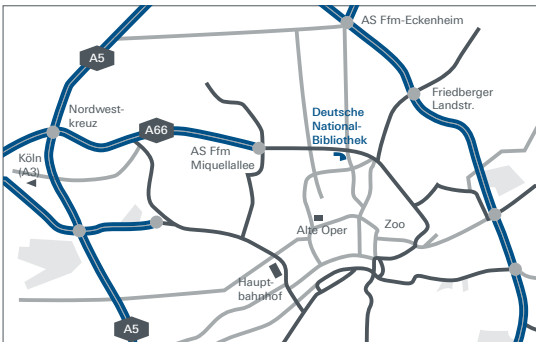 AS Ffm-Eckenheim
A5
Friedberger
Landstr.
Nordwest-
kreuz
Deutsche
National-
Bibliothek
A66
AS Ffm
Miquellallee
Köln
(A3)
Alte Oper
Zoo
Haupt-
bahnhof
A5